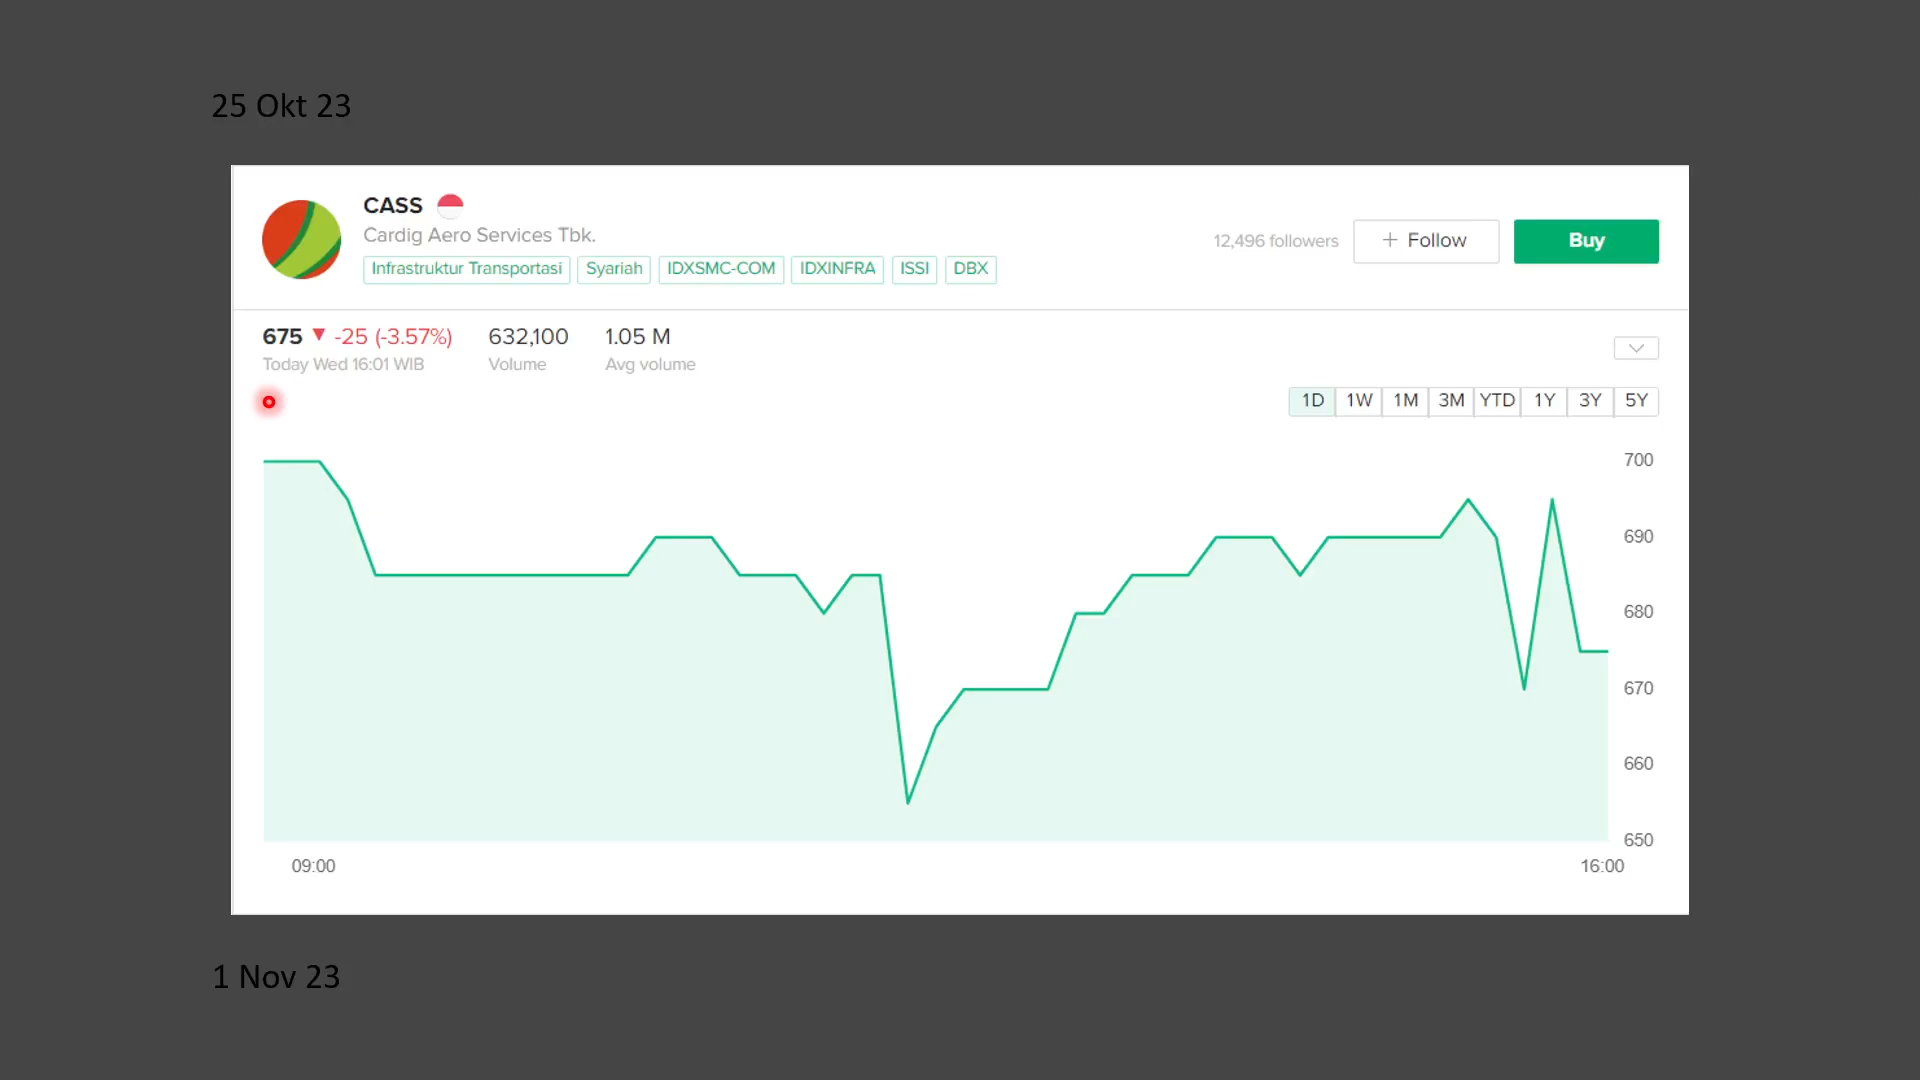 25 Okt 23
CASS
Cardig Aero Services Tbk.
Infrastruktur Transportasi Syariah IDXSMC-COM IDXINFRA ISSI DBX
12,496 followers + Follow Buy
675 ▼ -25 (-3.57%) 632,100 1.05 M
Today Wed 16:01 WIB Volume Avg volume
1D 1W 1M 3M YTD 1Y 3Y 5Y
700
690
680
670
660
650
09:00 16:00
1 Nov 23